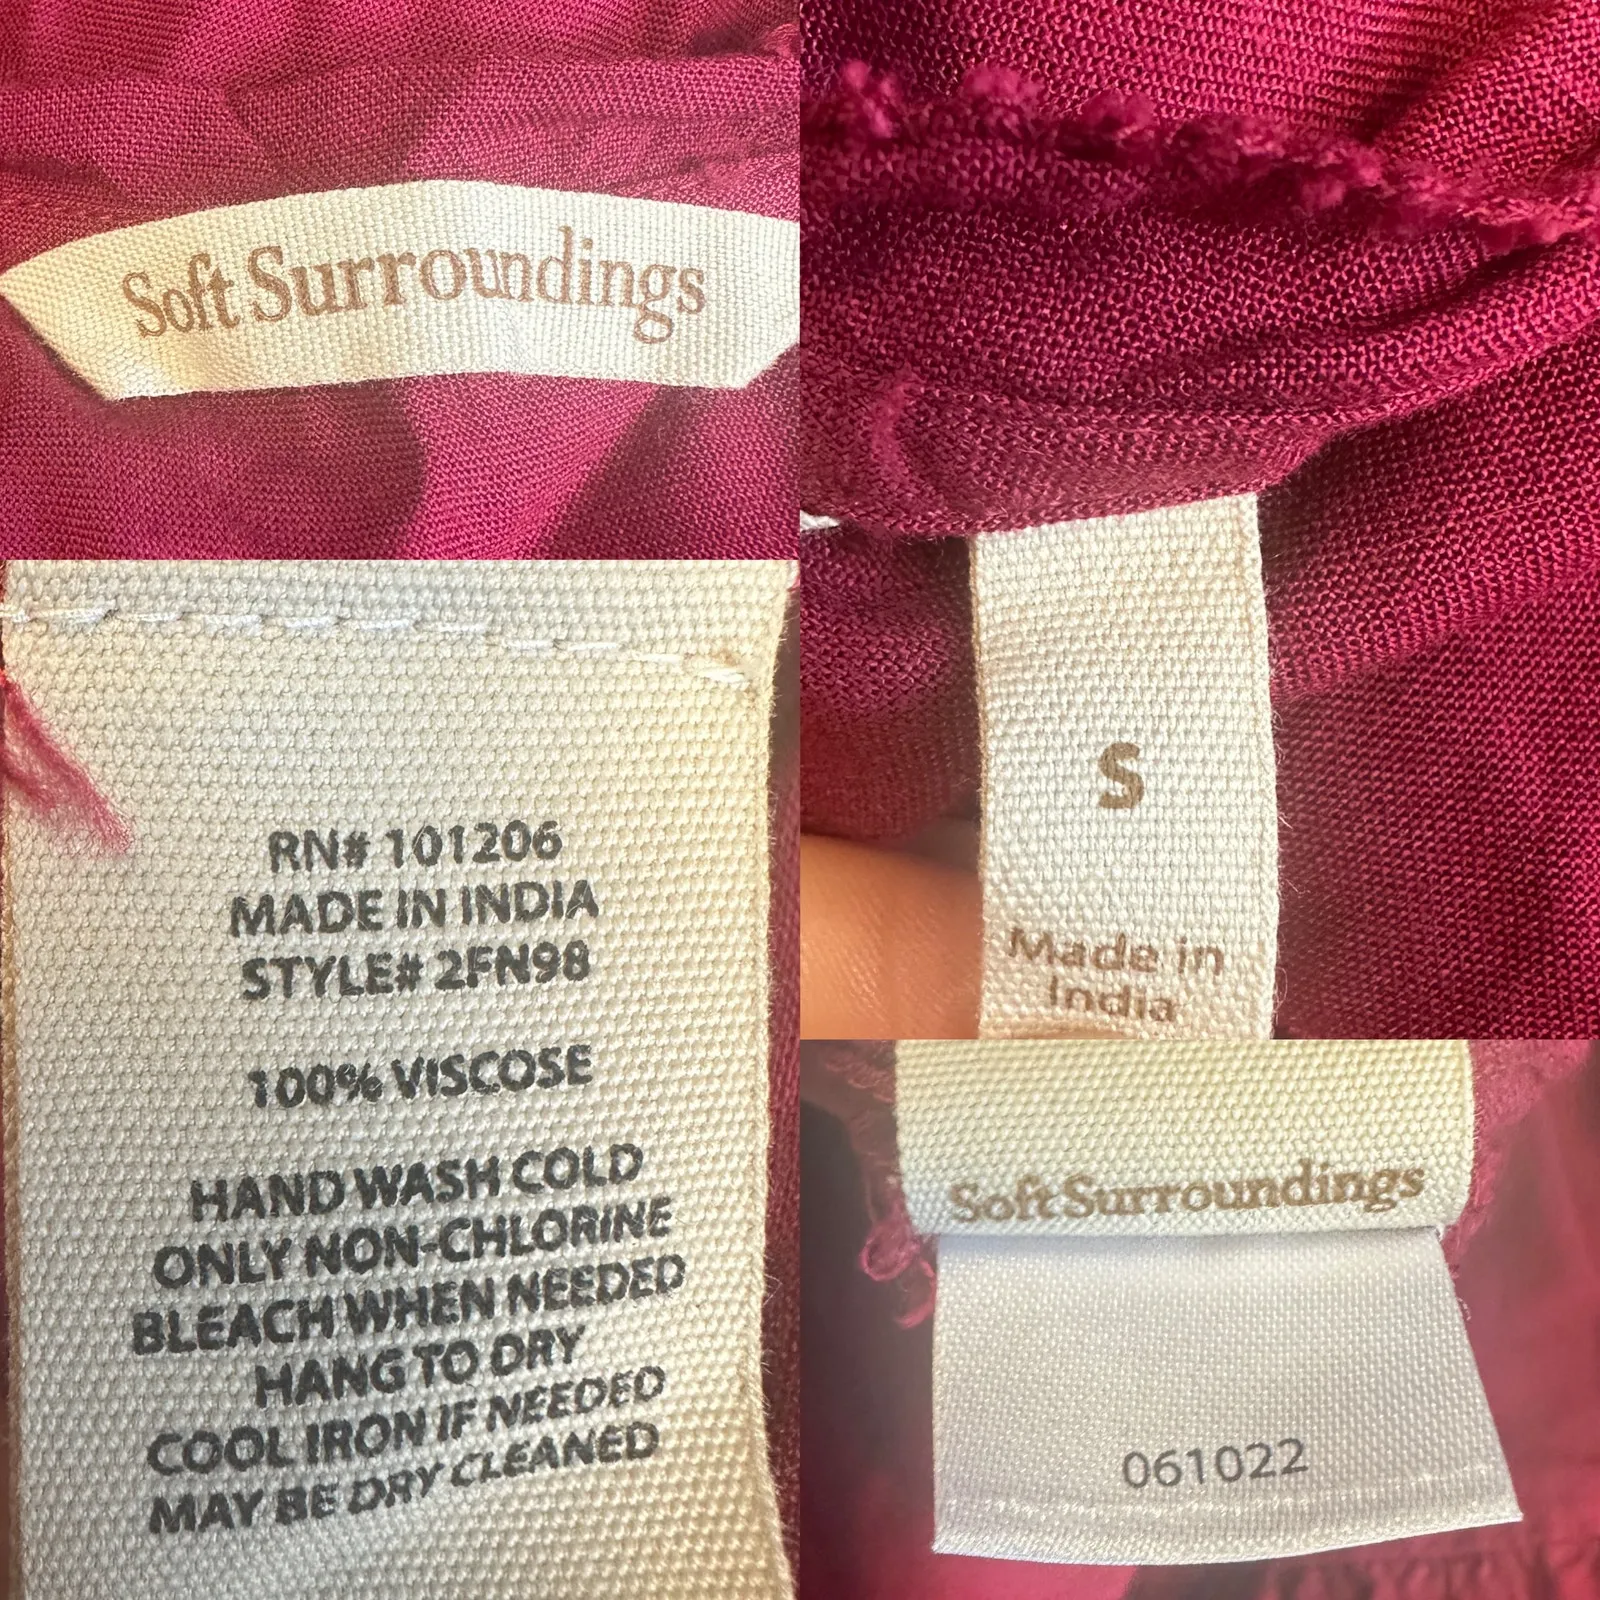 Soft Surroundings
S
Made in
India
RN# 101206
MADE IN INDIA
STYLE# 2FN98
100% VISCOSE
HAND WASH COLD
ONLY NON-CHLORINE
BLEACH WHEN NEEDED
HANG TO DRY
COOL IRON IF NEEDED
MAY BE DRY CLEANED
Soft Surroundings
061022